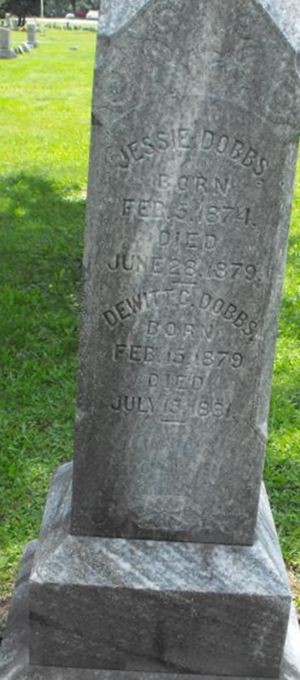 JESSIE DOBBS,
BORN
FEB. 5, 1874.
DIED
JUNE 28, 1879.
DEWITT C. DOBBS,
BORN
FEB. 15, 1879
DIED
JULY 13, 1881.